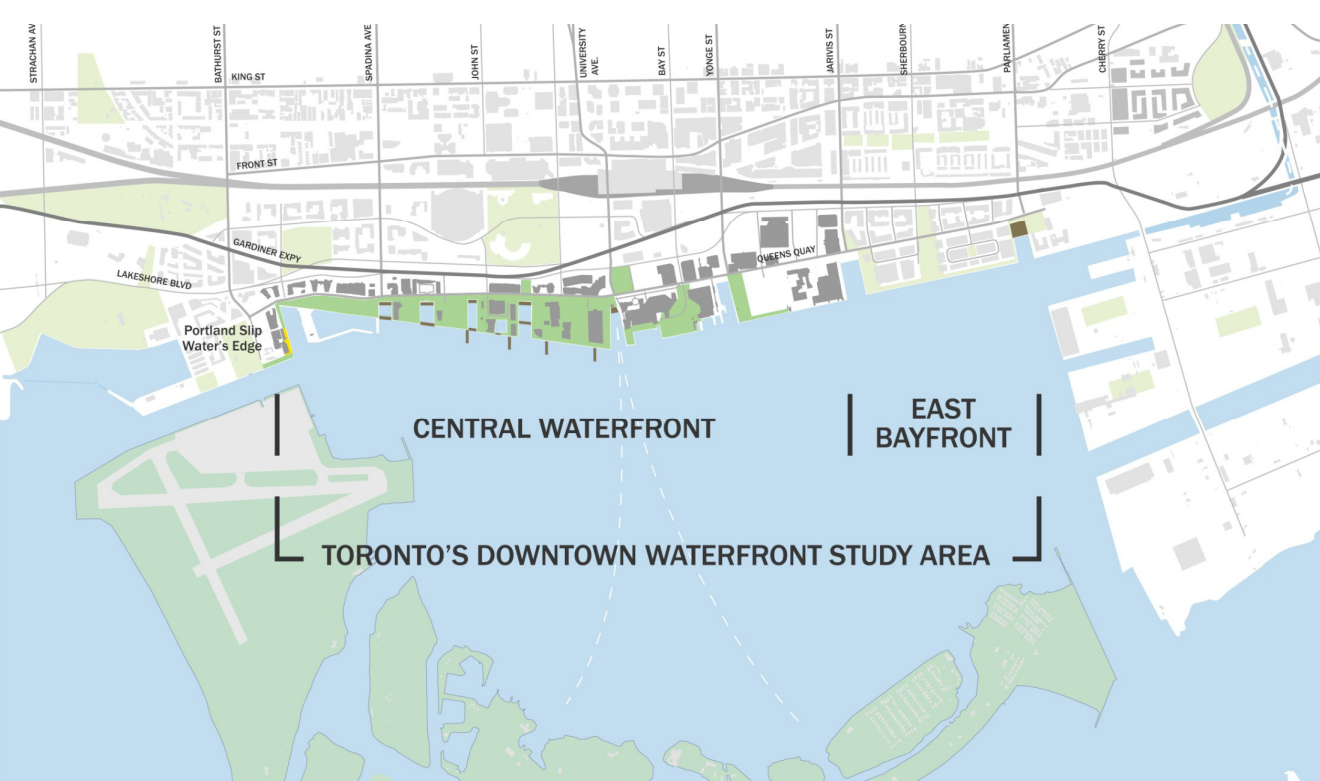 STRACHAN AV
BATHURST ST
SPADINA AVE
JOHN ST
UNIVERSITY
AVE.
BAY ST
YONGE ST
JARIVIS ST
SHERBOURN
PARLIAMEN
CHERRY ST
KING ST
FRONT ST
GARDINER EXPY
QUEENS QUAY
LAKESHORE BLVD
Portland Slip
Water's Edge
CENTRAL WATERFRONT
EAST
BAYFRONT
TORONTO'S DOWNTOWN WATERFRONT STUDY AREA